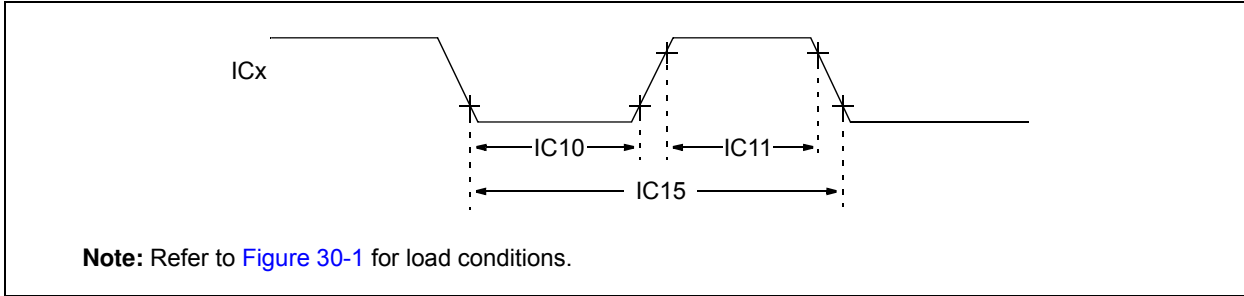 ICx
IC10
IC11
IC15
Note: Refer to Figure 30-1 for load conditions.